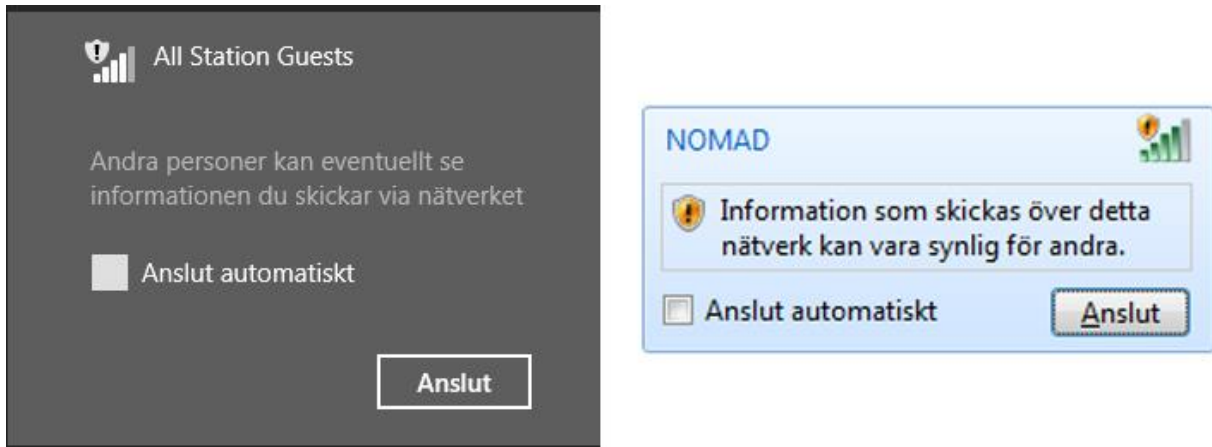 All Station Guests
Andra personer kan eventuellt se
informationen du skickar via nätverket
Anslut automatiskt
Anslut
NOMAD
Information som skickas över detta
nätverk kan vara synlig för andra.
Anslut automatiskt
Anslut